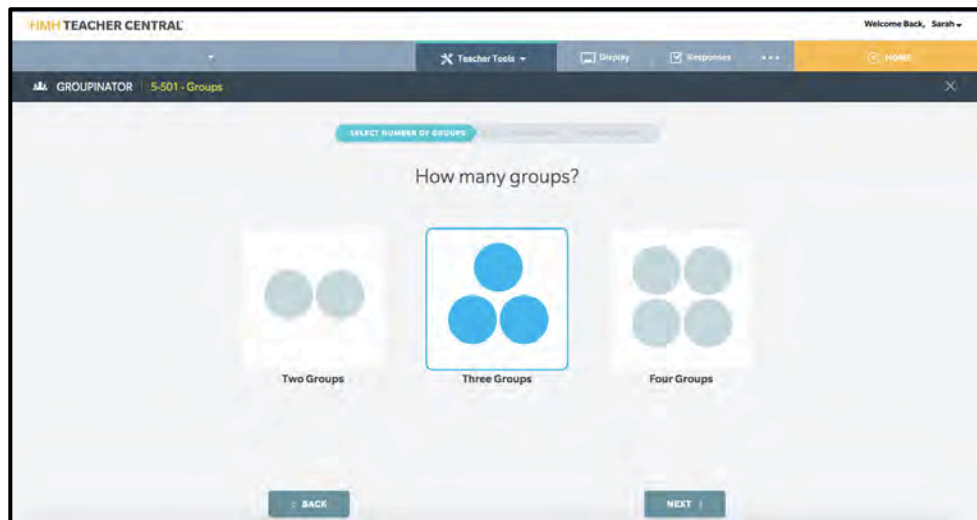 HMH TEACHER CENTRAL
Welcome Back, Sarah
Teacher Tools
Display
Responses
HOME
GROUPINATOR | 5-501 - Groups
SELECT NUMBER OF GROUPS
How many groups?
Two Groups
Three Groups
Four Groups
BACK
NEXT